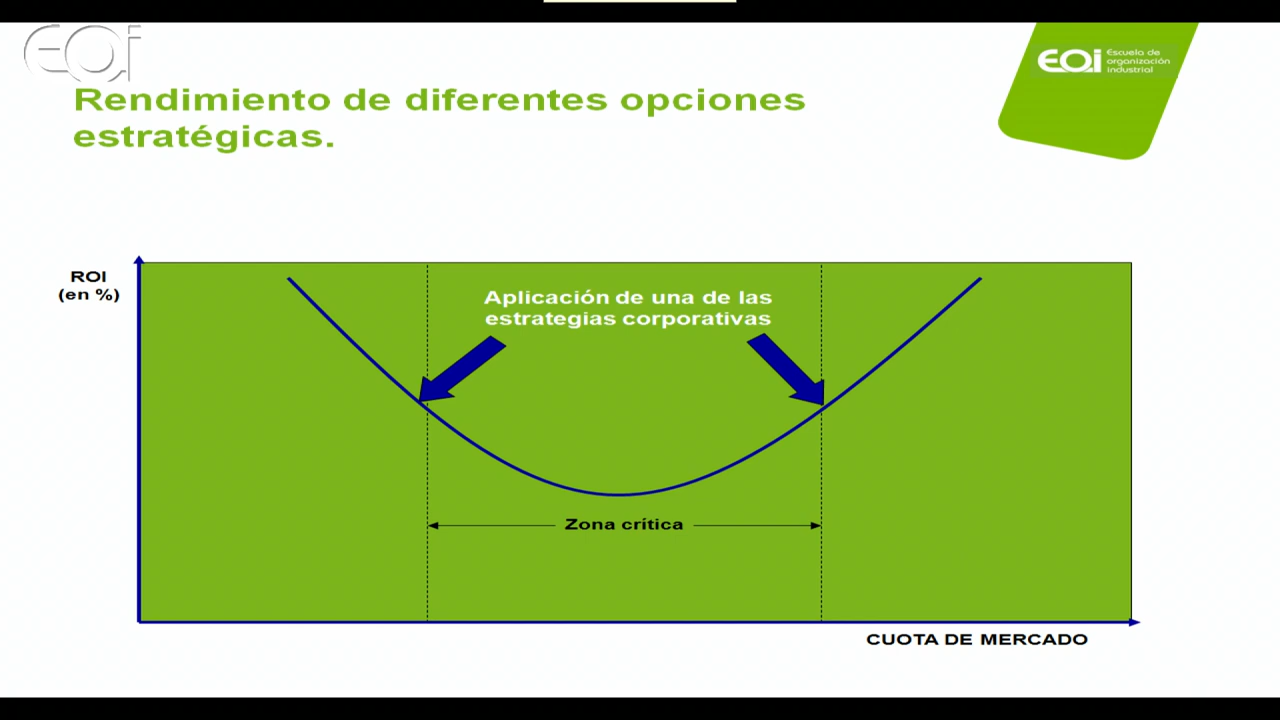 EOI
EOI Escuela de
organización
industrial
Rendimiento de diferentes opciones
estratégicas.
ROI
(en %)
Aplicación de una de las
estrategias corporativas
Zona crítica
CUOTA DE MERCADO